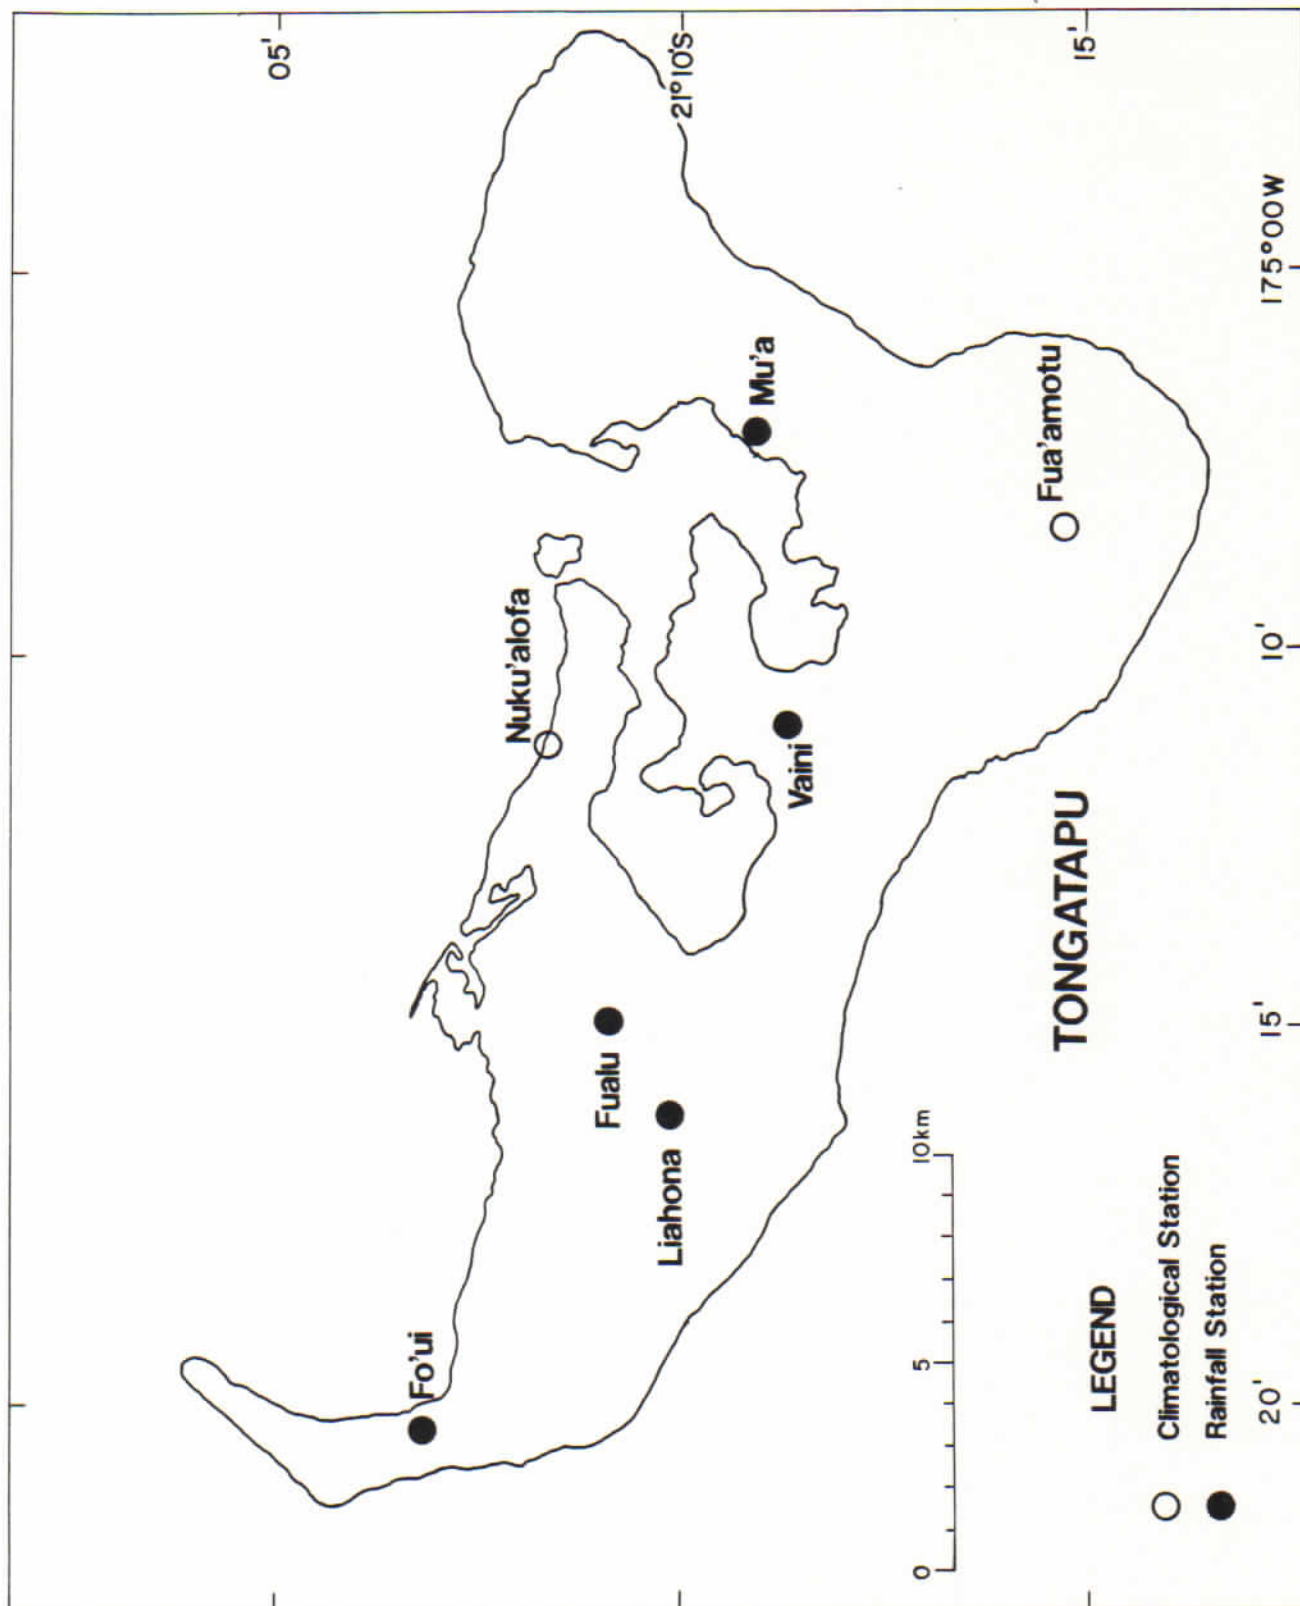 05'
21°10'S
15'
Nuku'alofa
Mu'a
Fua'amotu
Vaini
Fualu
Liahona
Fo'ui
TONGATAPU
0 5 10km
LEGEND
Climatological Station
Rainfall Station
20' 15' 10' 175°00W